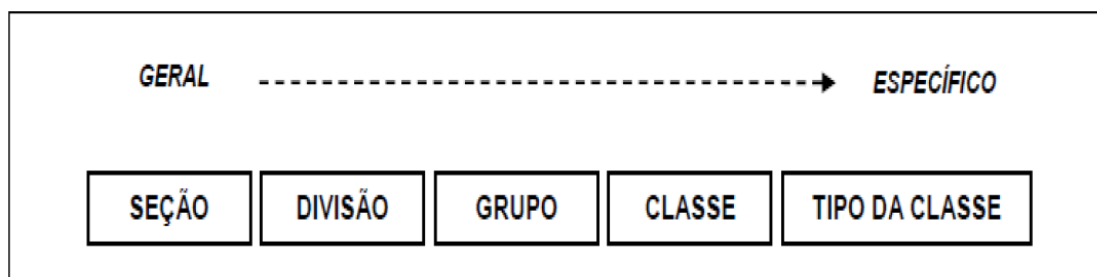 GERAL ESPECÍFICO
SEÇÃO DIVISÃO GRUPO CLASSE TIPO DA CLASSE